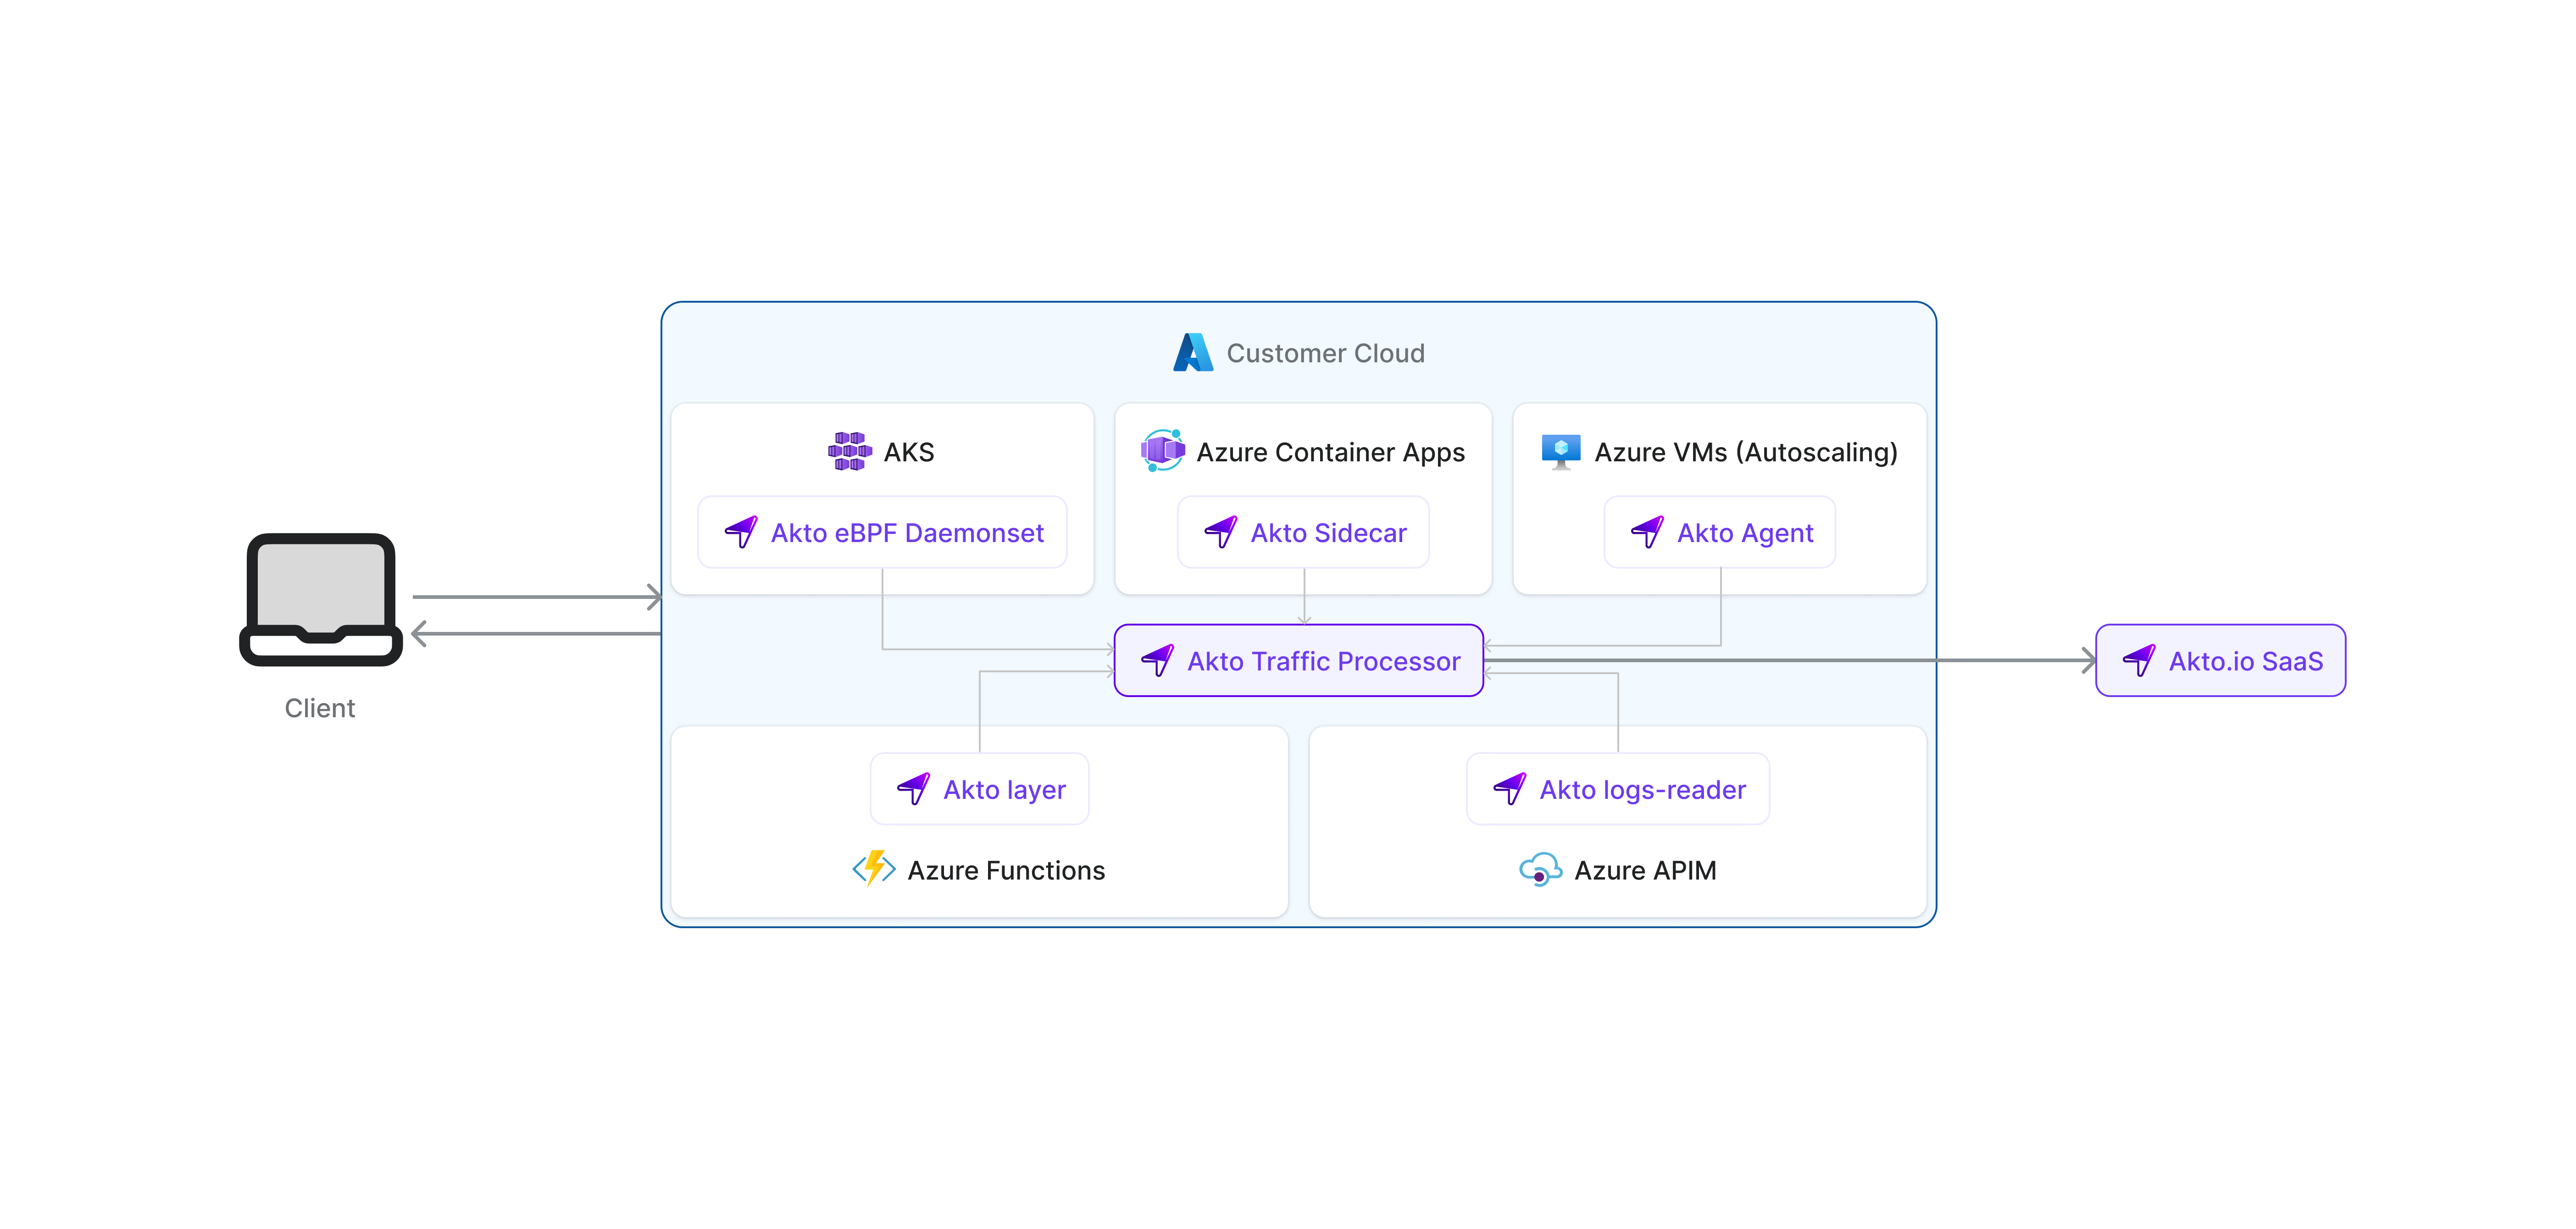 Customer Cloud
AKS
Azure Container Apps
Azure VMs (Autoscaling)
Akto eBPF Daemonset
Akto Sidecar
Akto Agent
Client
Akto Traffic Processor
Akto.io SaaS
Akto layer
Akto logs-reader
Azure Functions
Azure APIM